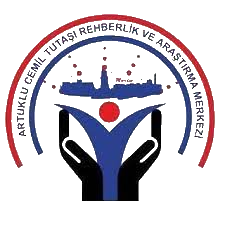 ARTUKLU CEMİL TUTAŞI REHBERLİK VE ARAŞTIRMA MERKEZİ